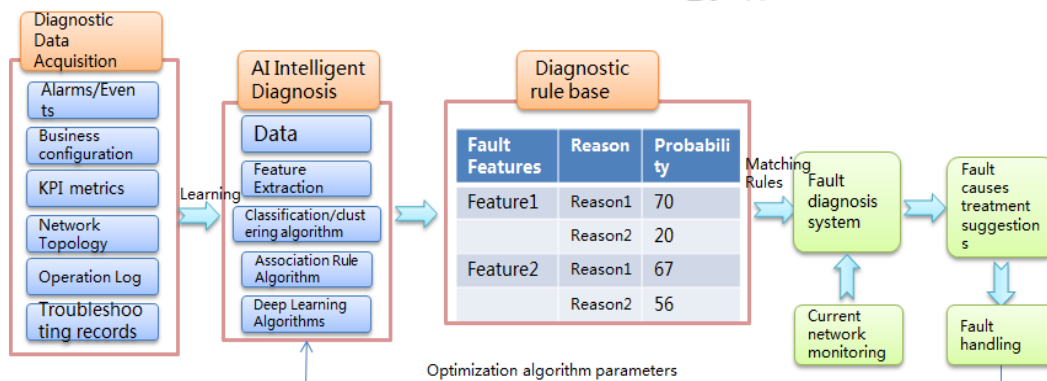 Diagnostic
Data
Acquisition
Alarms/Even
ts
Business
configuration
KPI metrics
Network
Topology
Operation Log
Troubleshoo
ting records
Learning
AI Intelligent
Diagnosis
Data
Feature
Extraction
Classification/clust
ering algorithm
Association Rule
Algorithm
Deep Learning
Algorithms
Diagnostic
rule base
Fault
Features
Reason
Probabili
ty
Feature1
Reason1
70
Reason2
20
Feature2
Reason1
67
Reason2
56
Matching
Rules
Fault
diagnosis
system
Fault
causes
treatment
suggestion
s
Current
network
monitoring
Fault
handling
Optimization algorithm parameters